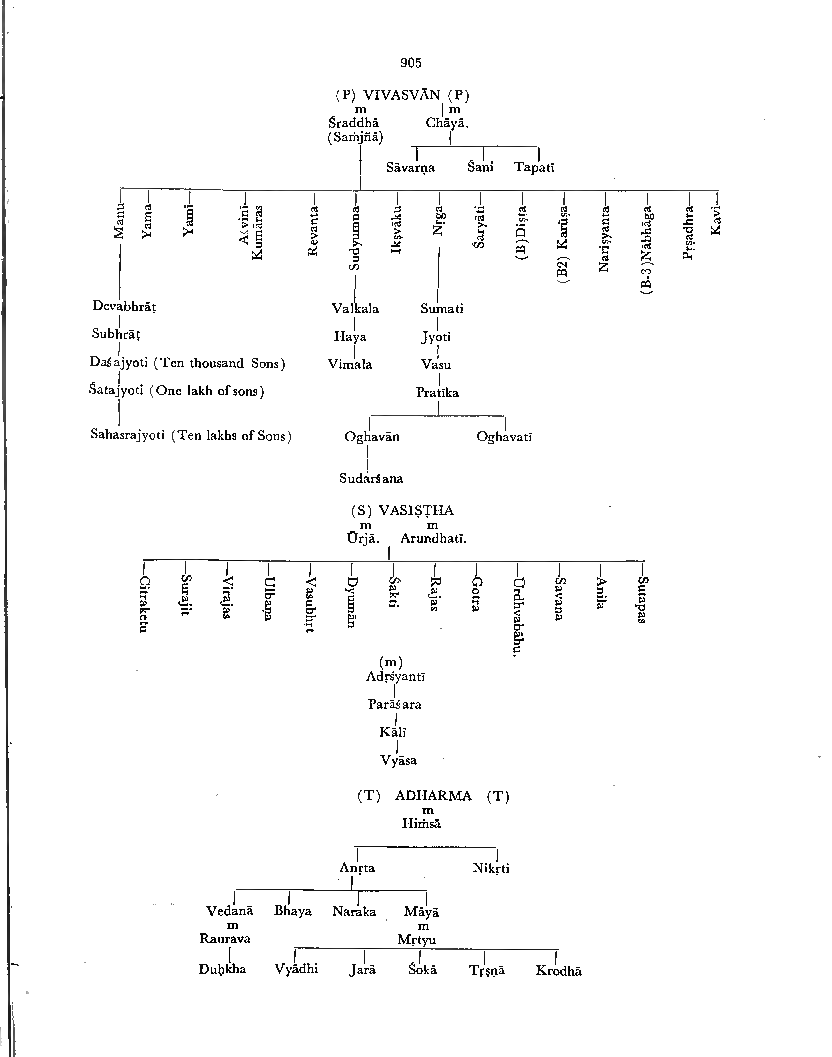 905
(P) VIVASVĀN (P)
m m
Śraddhā Chāyā.
(Saṁjñā)
Sāvarṇa Śani Tapatī
Manu Yama Yami Aśvini-Kumāras Revanta Sudyumna Ikṣvāku Nṛga Śaryāti (B)Diṣṭa (B2) Karūṣa Nariṣyanta (B-3)Nābhāga Pṛṣadhra Kavi
Devabhrāṭ Valkala Sumati
Subhrāṭ Haya Jyoti
Daśajyoti (Ten thousand Sons) Vimala Vasu
Śatajyoti (One lakh of sons) Pratīka
Sahasrajyoti (Ten lakhs of Sons) Oghavān Oghavatī
Sudarśana
(S) VASIṢṬHA
m m
Ūrjā. Arundhatī.
Citraketu Surajit Virajas Ulbaṇa Vasubhṛt Dyumān Śakti Rajas Gotra Ūrdhvabāhu. Savana Anila Sutapas
(m)
Adṛśyantī
Parāśara
Kālī
Vyāsa
(T) ADHARMA (T)
m
Hiṁsā
Anṛta Nikṛti
Vedanā Bhaya Naraka Māyā
m m
Raurava Mṛtyu
Duḥkha Vyādhi Jarā Śokā Tṛṣṇā Krodhā